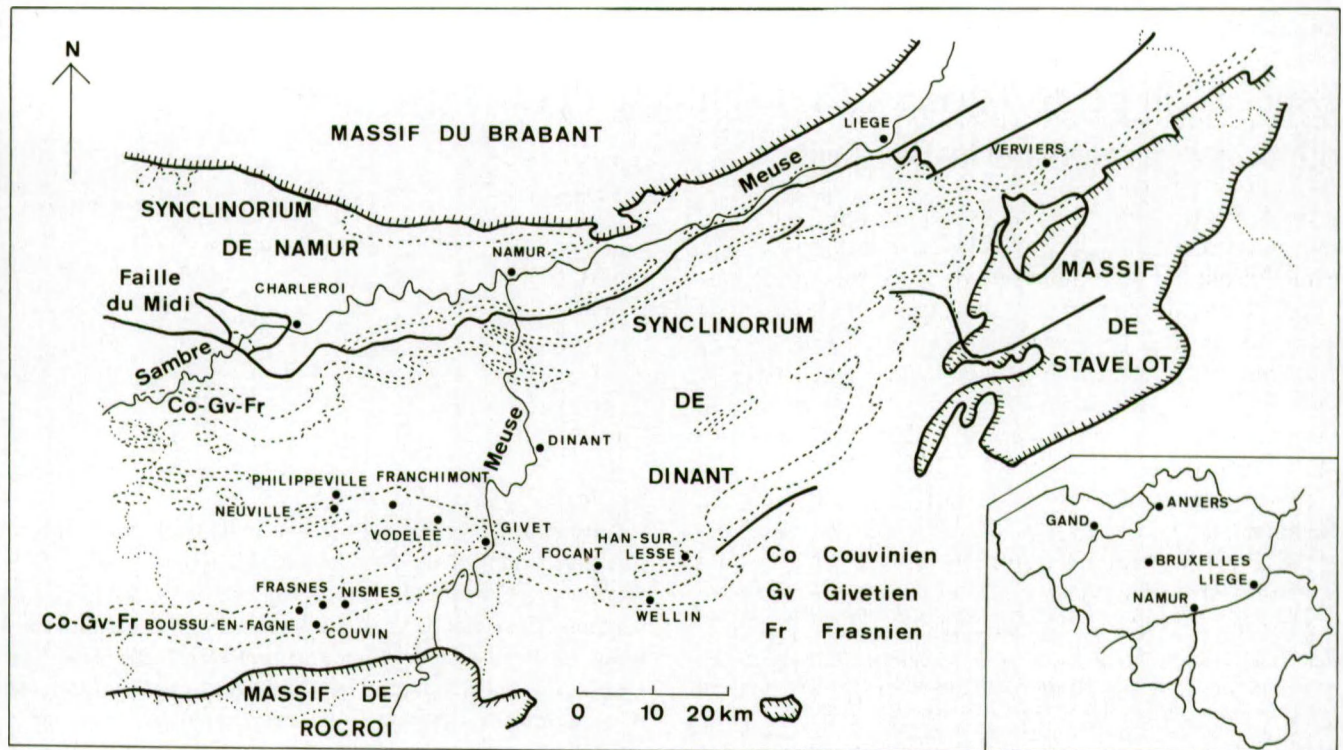 N
MASSIF DU BRABANT
LIEGE
VERVIERS
Meuse
SYNCLINORIUM
DE NAMUR
NAMUR
Faille
du Midi
CHARLEROI
MASSIF
DE
STAVELOT
SYNCLINORIUM
DE
DINANT
Sambre
Co-Gv-Fr
Meuse
DINANT
PHILIPPEVILLE
FRANCHIMONT
NEUVILLE
VODELEE
GIVET
FOCANT
HAN-SUR-
LESSE
WELLIN
FRASNES
NISMES
Co-Gv-Fr
BOUSSU-EN-FAGNE
COUVIN
MASSIF DE
ROCROI
Co Couvinien
Gv Givetien
Fr Frasnien
0 10 20 km
ANVERS
GAND
BRUXELLES
LIEGE
NAMUR